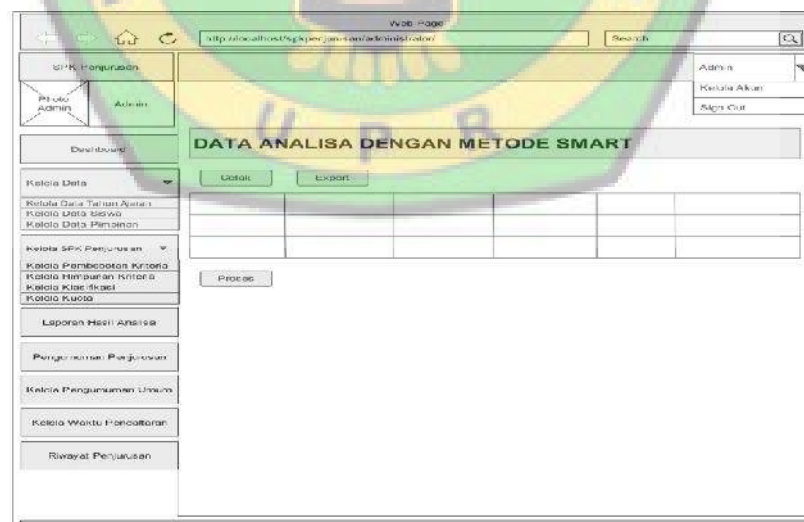 Web Page
http://localhost/spkpenjurusan/administrator/
Search
SPK Penjurusan
Admin
Kelola Akun
Sign Out
Photo
Admin
Admin
UPR
Dashboard
DATA ANALISA DENGAN METODE SMART
Kelola Data
Cetak
Export
Kelola Data Tahun Ajaran
Kelola Data Siswa
Kelola Data Pimpinan
Kelola SPK Penjurusan
Kelola Pembobotan Kriteria
Kelola Himpunan Kriteria
Kelola Klasifikasi
Kelola Kuota
Proses
Laporan Hasil Analisa
Pengumuman Penjurusan
Kelola Pengumuman Umum
Kelola Waktu Pendaftaran
Riwayat Penjurusan